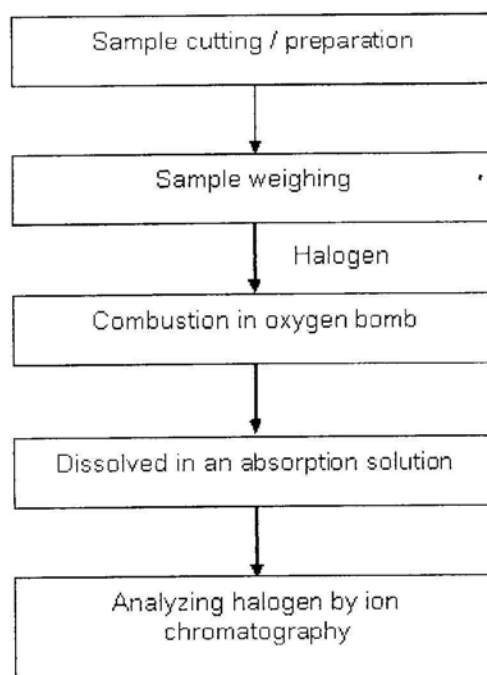 Sample cutting / preparation
Sample weighing
Halogen
Combustion in oxygen bomb
Dissolved in an absorption solution
Analyzing halogen by ion
chromatography